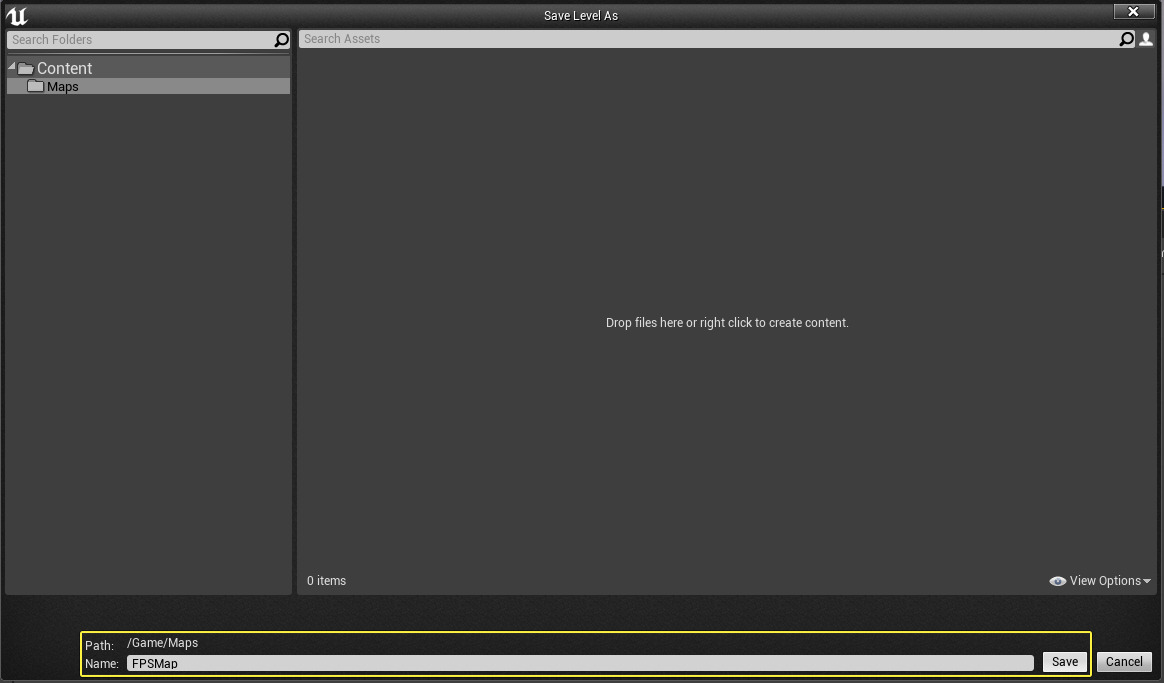 Save Level As
Search Folders
Search Assets
Content
Maps
Drop files here or right click to create content.
0 items
View Options
Path: /Game/Maps
Name: FPSMap
Save
Cancel